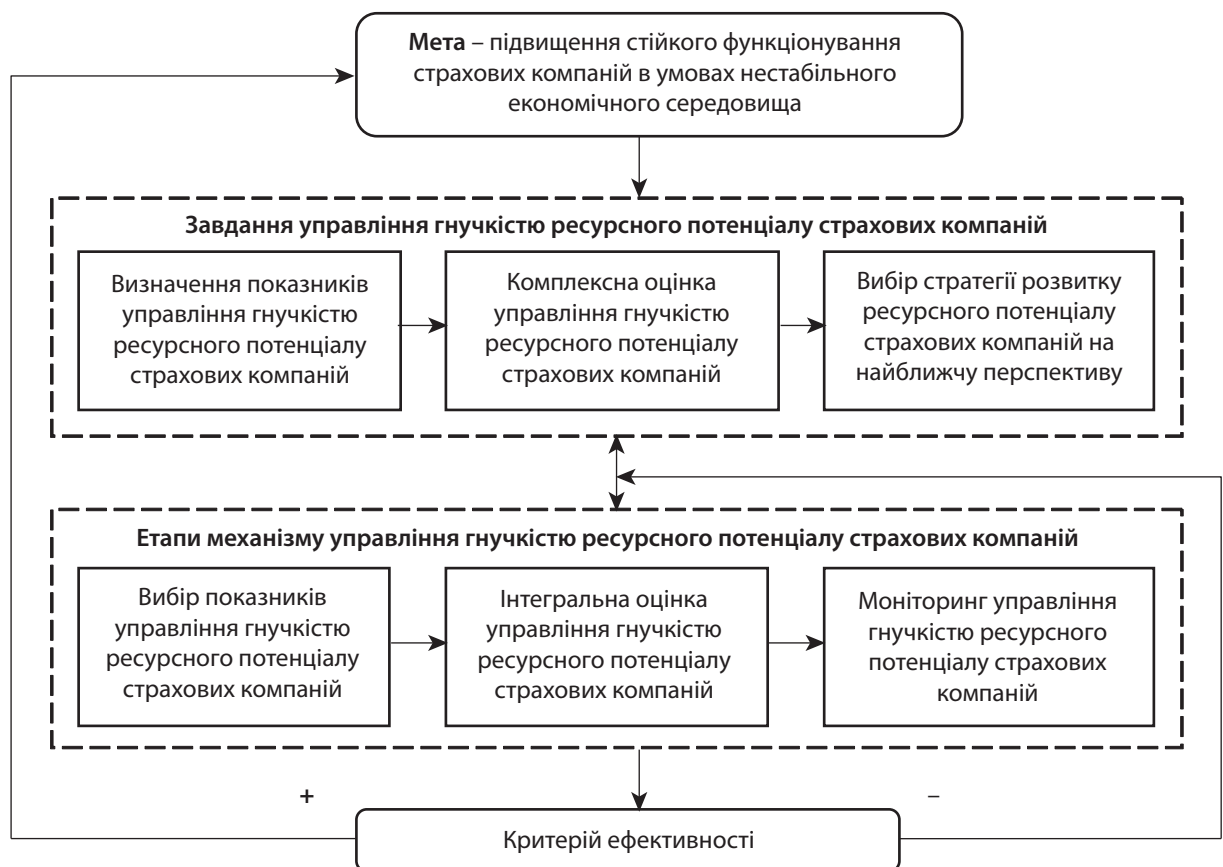 Мета – підвищення стійкого функціонування
страхових компаній в умовах нестабільного
економічного середовища
Завдання управління гнучкістю ресурсного потенціалу страхових компаній
Визначення показників
управління гнучкістю
ресурсного потенціалу
страхових компаній
Комплексна оцінка
управління гнучкістю
ресурсного потенціалу
страхових компаній
Вибір стратегії розвитку
ресурсного потенціалу
страхових компаній на
найближчу перспективу
Етапи механізму управління гнучкістю ресурсного потенціалу страхових компаній
Вибір показників
управління гнучкістю
ресурсного потенціалу
страхових компаній
Інтегральна оцінка
управління гнучкістю
ресурсного потенціалу
страхових компаній
Моніторинг управління
гнучкістю ресурсного
потенціалу страхових
компаній
+
–
Критерій ефективності